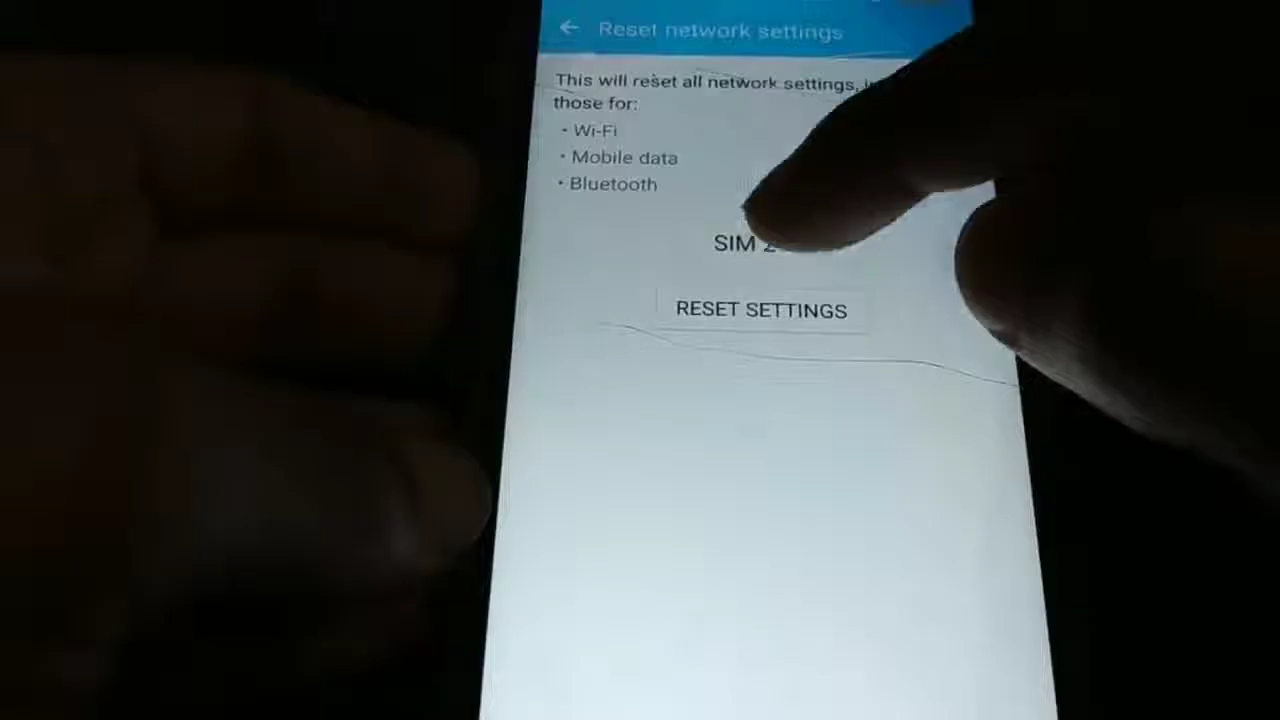 Reset network settings
This will reset all network settings,
those for:
• Wi-Fi
• Mobile data
• Bluetooth
SIM 2
RESET SETTINGS